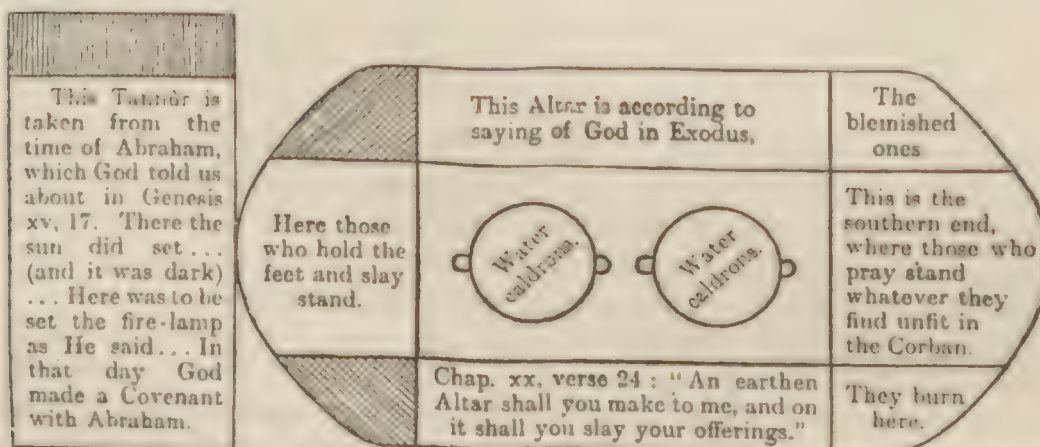 This Tannûr is
taken from the
time of Abraham,
which God told us
about in Genesis
xv, 17. There the
sun did set...
(and it was dark)
... Here was to be
set the fire-lamp
as He said... In
that day God
made a Covenant
with Abraham.
Here those
who hold the
feet and slay
stand.
This Altar is according to
saying of God in Exodus,
Water
caldrons.
Water
caldrons.
Chap. xx, verse 24 : "An earthen
Altar shall you make to me, and on
it shall you slay your offerings."
The
blemished
ones
This is the
southern end,
where those who
pray stand
whatever they
find unfit in
the Corban.
They burn
here.